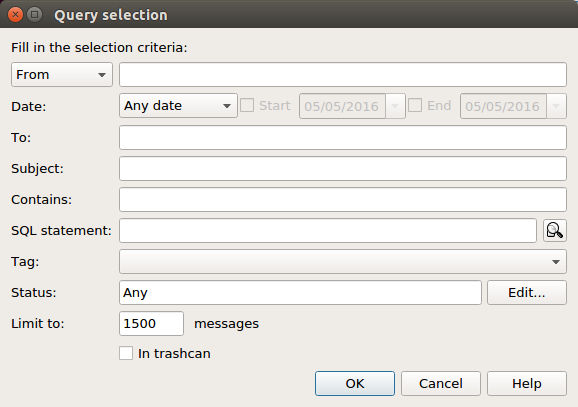 Query selection
Fill in the selection criteria:
From
Date: Any date Start 05/05/2016 End 05/05/2016
To:
Subject:
Contains:
SQL statement:
Tag:
Status: Any Edit...
Limit to: 1500 messages
In trashcan
OK Cancel Help